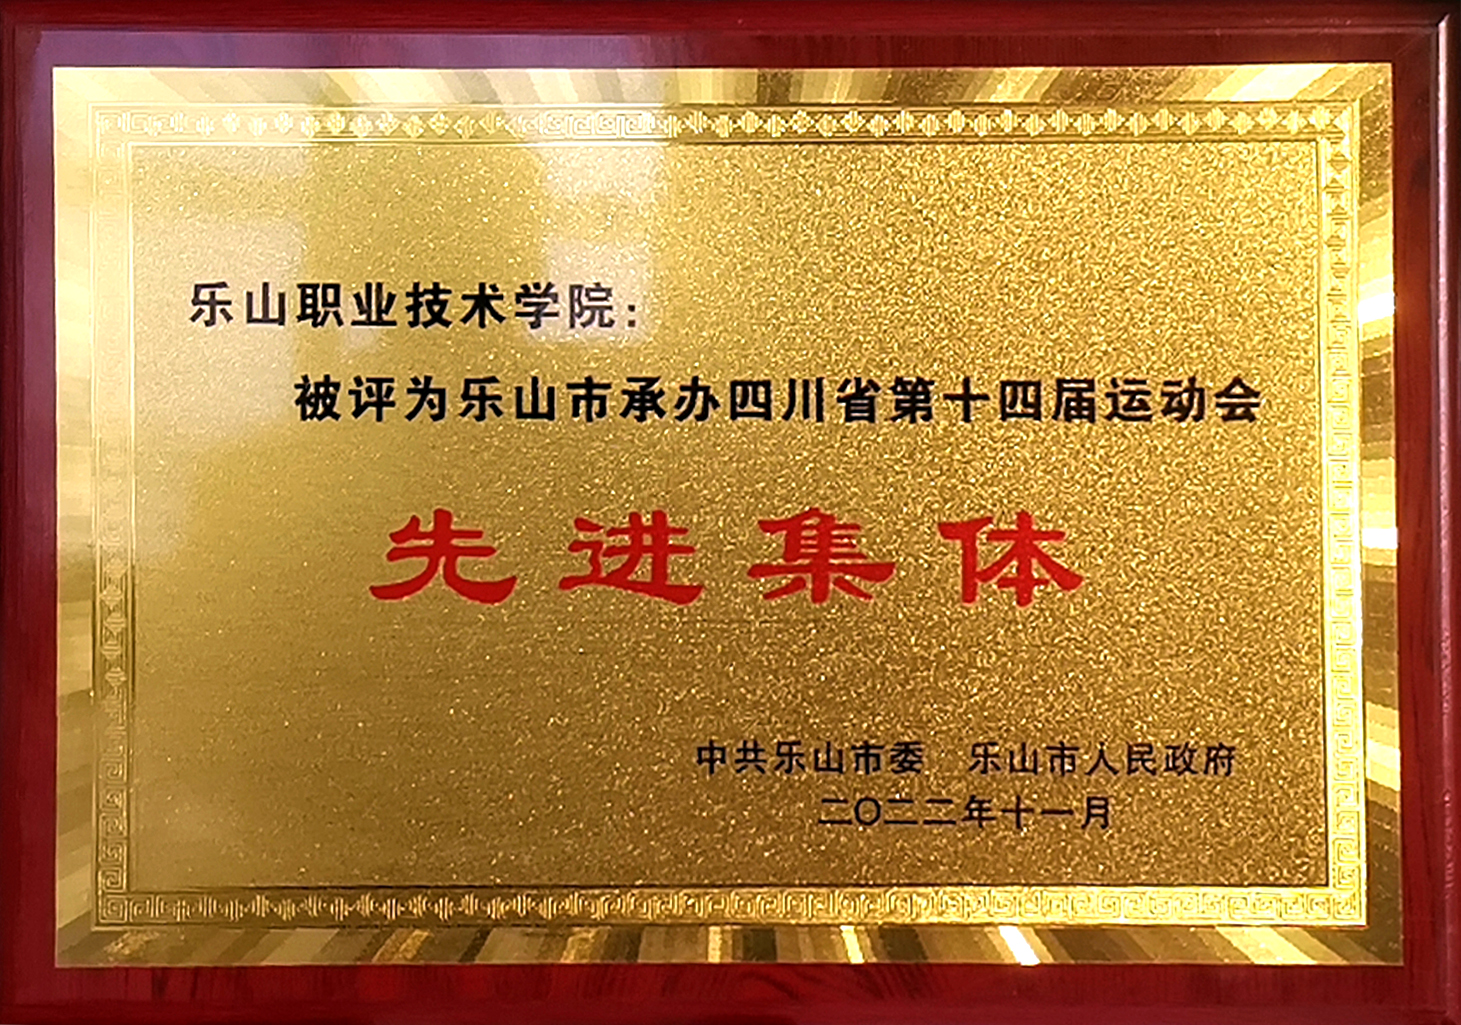 乐山职业技术学院：
被评为乐山市承办四川省第十四届运动会
先进集体
中共乐山市委 乐山市人民政府
二〇二二年十一月